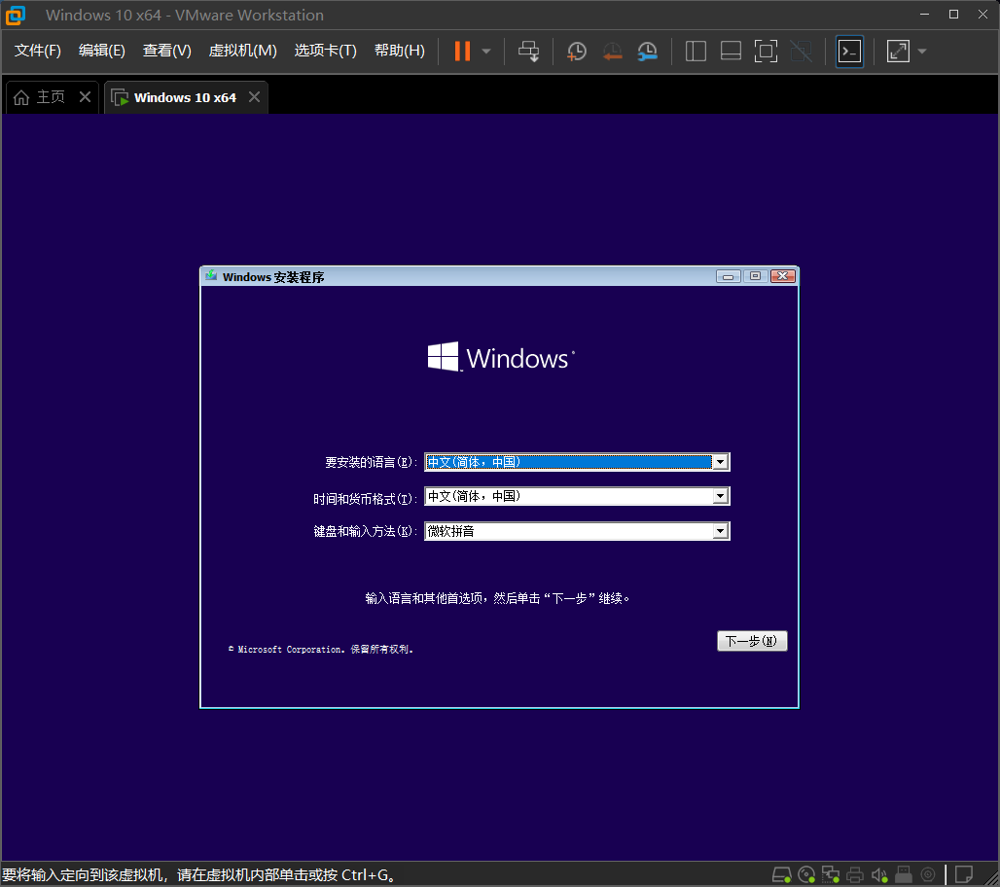 Windows 10 x64 - VMware Workstation
文件(F) 编辑(E) 查看(V) 虚拟机(M) 选项卡(T) 帮助(H)
主页 Windows 10 x64
Windows 安装程序
Windows
要安装的语言(E): 中文(简体，中国)
时间和货币格式(T): 中文(简体，中国)
键盘和输入方法(K): 微软拼音
输入语言和其他首选项，然后单击“下一步”继续。
© Microsoft Corporation。保留所有权利。
下一步(N)
要将输入定向到该虚拟机，请在虚拟机内部单击或按 Ctrl+G。